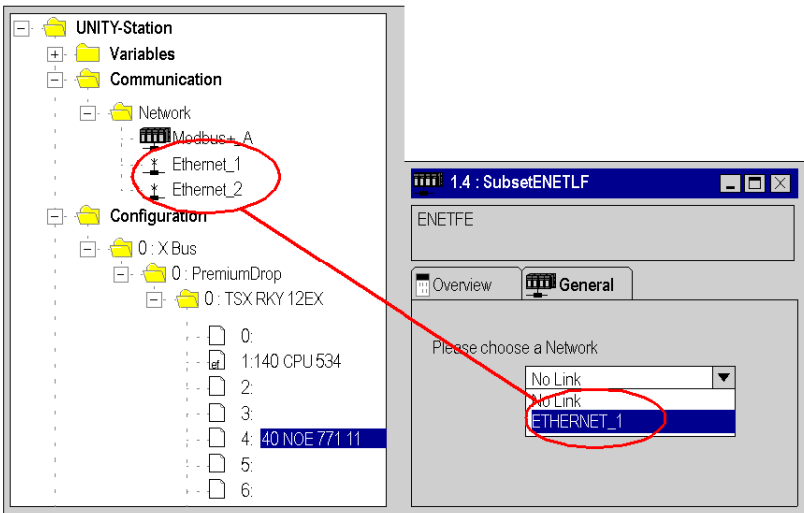 UNITY-Station
Variables
Communication
Network
Modbus+_A
Ethernet_1
Ethernet_2
Configuration
0 : X Bus
0 : PremiumDrop
0 : TSX RKY 12EX
0:
1:140 CPU 534
2:
3:
4: 40 NOE 771 11
5:
6:
1.4 : SubsetENETLF
ENETFE
Overview
General
Please choose a Network
No Link
No Link
ETHERNET_1